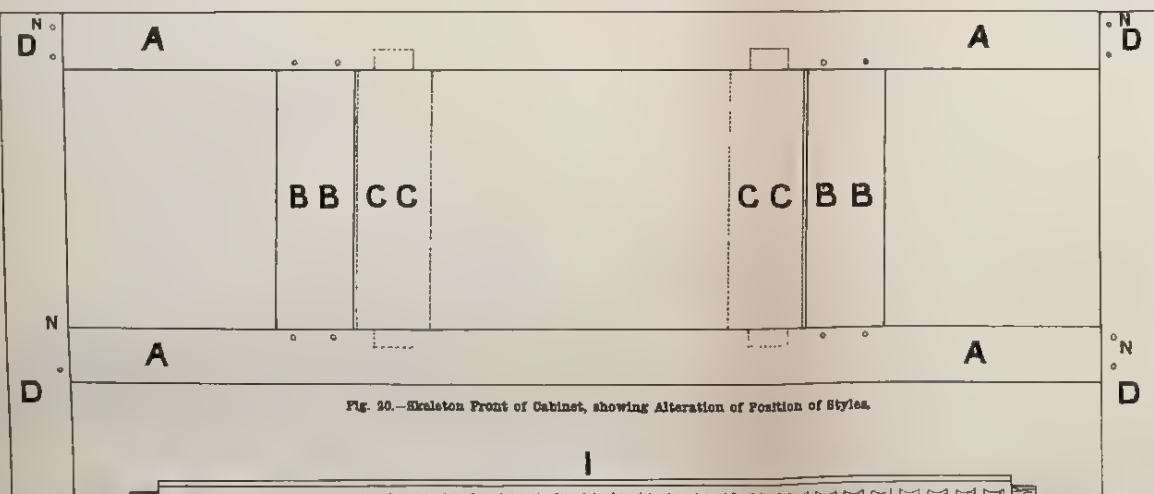 N
D A A N D
B B C C C C B B
N N
A A
D D
Fig. 20.—Skeleton Front of Cabinet, showing Alteration of Position of Styles.
I